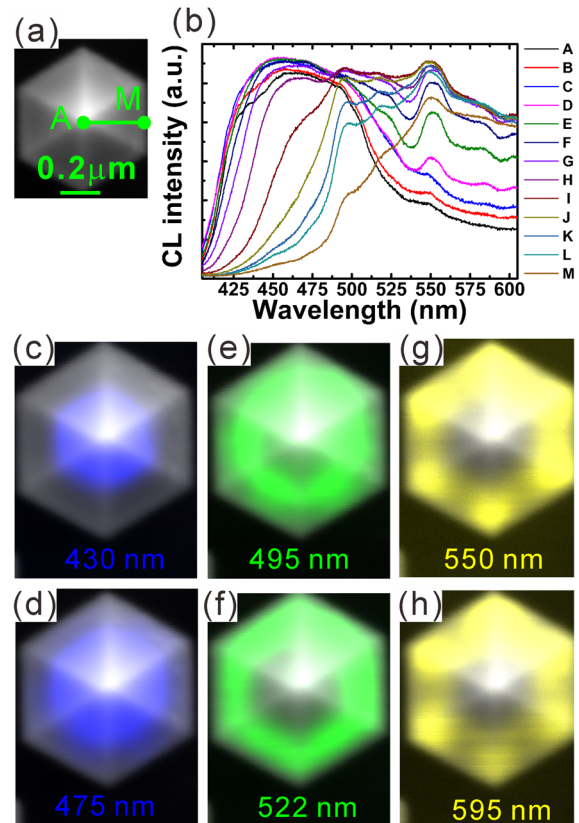 (a)
A
M
0.2μm
(b)
CL intensity (a.u.)
425 450 475 500 525 550 575 600
Wavelength (nm)
A
B
C
D
E
F
G
H
I
J
K
L
M
(c)
430 nm
(e)
495 nm
(g)
550 nm
(d)
475 nm
(f)
522 nm
(h)
595 nm